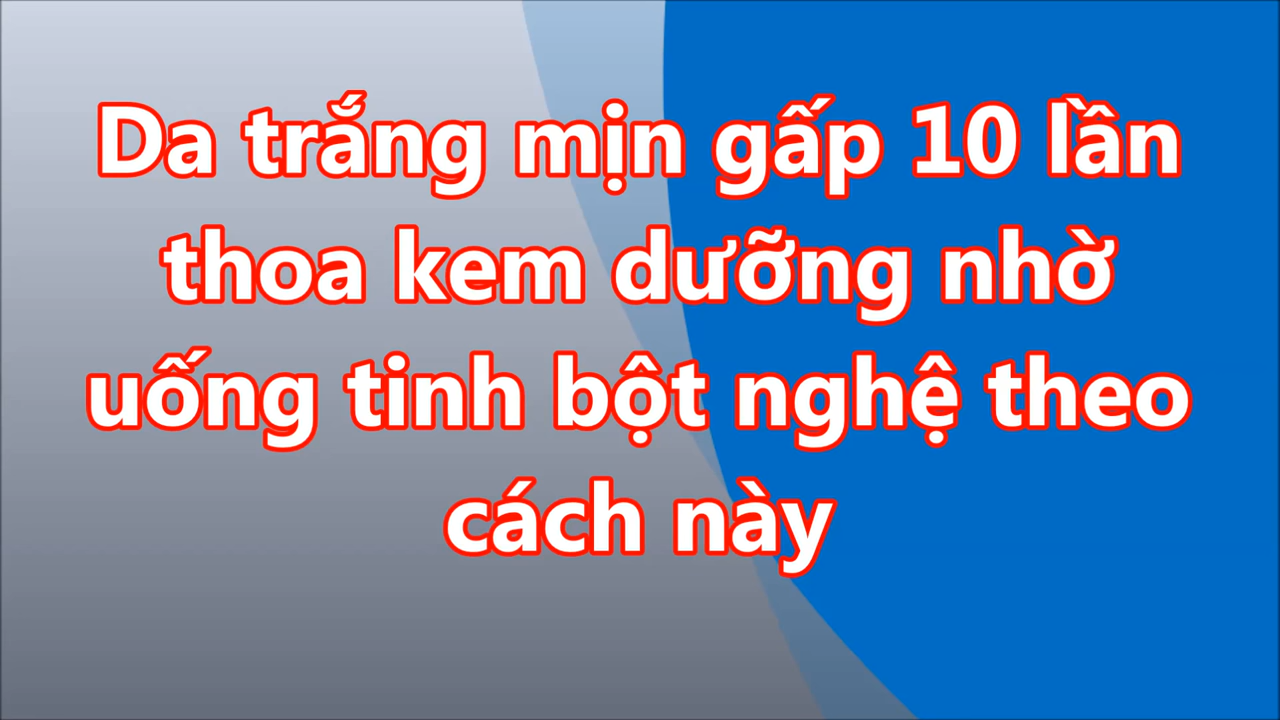 Da trắng mịn gấp 10 lần
thoa kem dưỡng nhờ
uống tinh bột nghệ theo
cách này